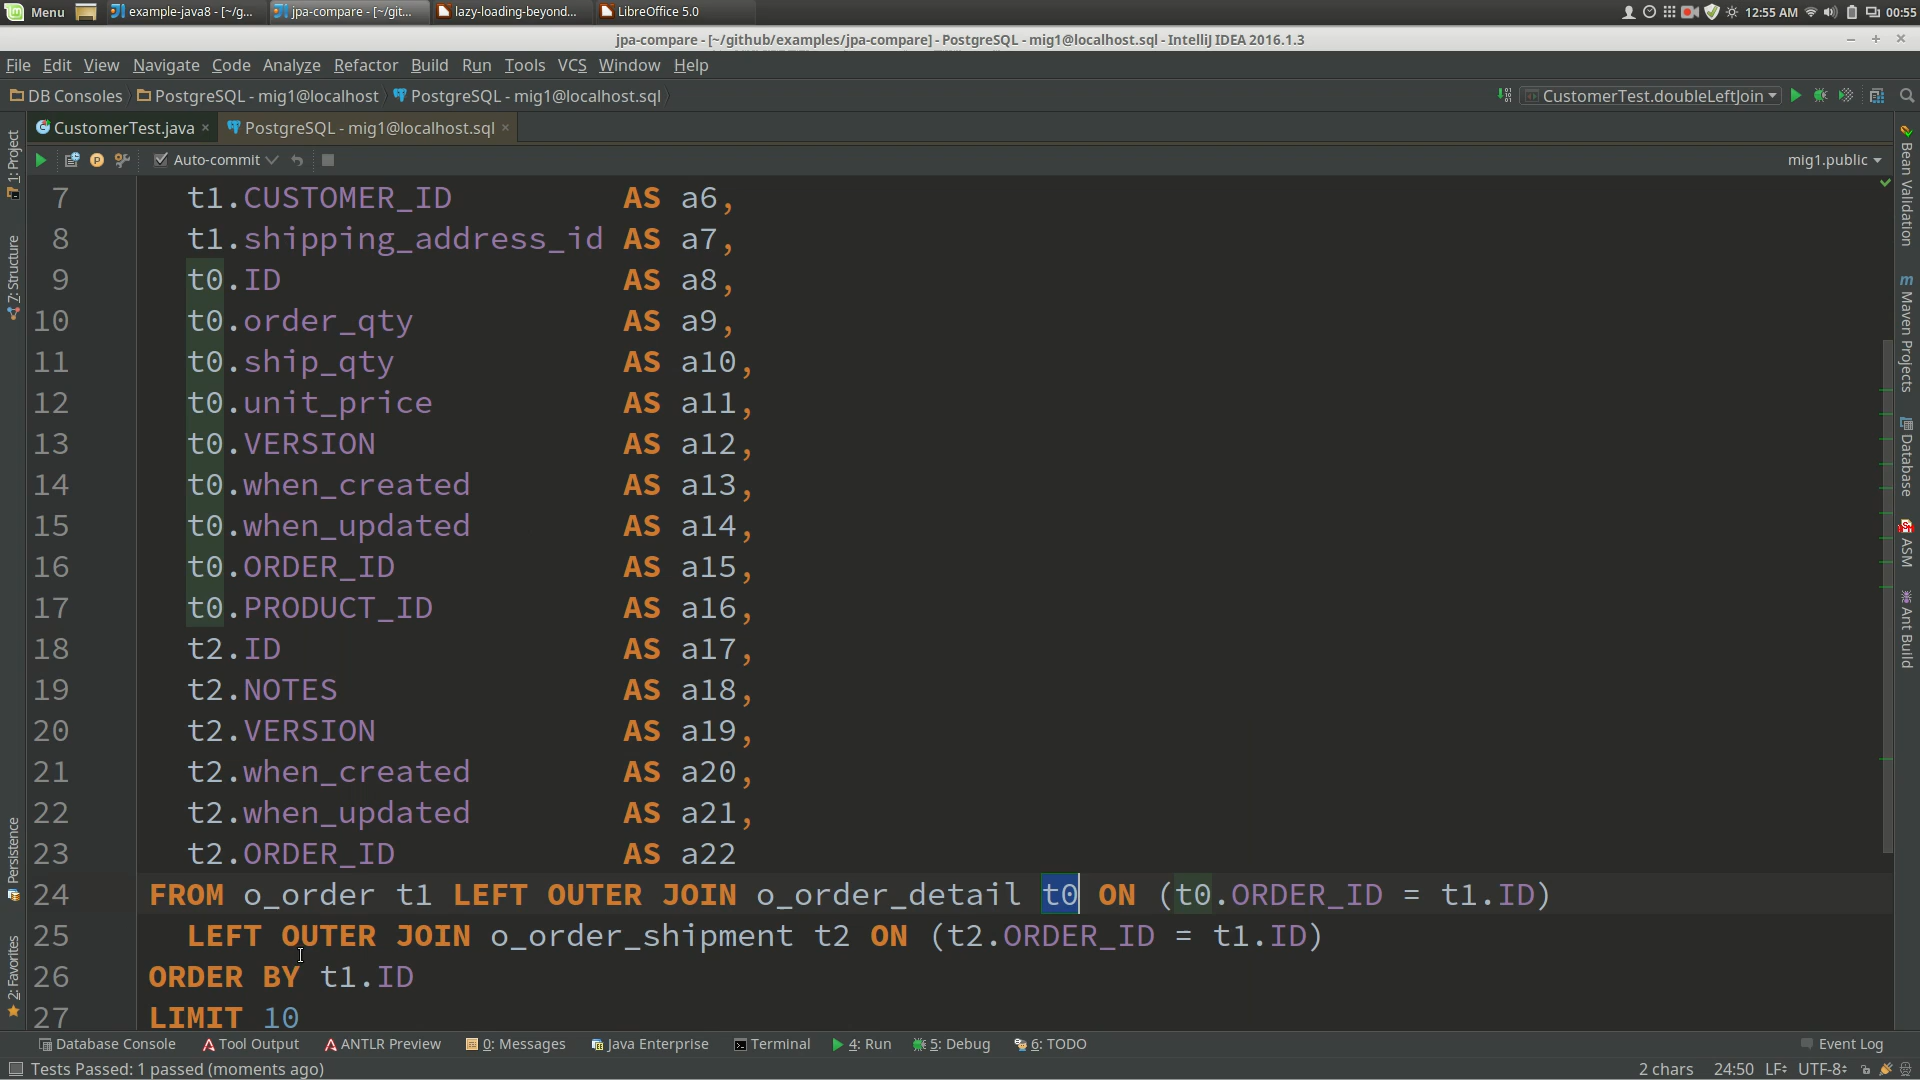 Menu example-java8 - [~/g... jpa-compare - [~/git... lazy-loading-beyond... LibreOffice 5.0 12:55 AM 00:55
jpa-compare - [~/github/examples/jpa-compare] - PostgreSQL - mig1@localhost.sql - IntelliJ IDEA 2016.1.3
File Edit View Navigate Code Analyze Refactor Build Run Tools VCS Window Help
DB Consoles PostgreSQL - mig1@localhost PostgreSQL - mig1@localhost.sql CustomerTest.doubleLeftJoin
CustomerTest.java PostgreSQL - mig1@localhost.sql
Auto-commit mig1.public
7 t1.CUSTOMER_ID AS a6,
8 t1.shipping_address_id AS a7,
9 t0.ID AS a8,
10 t0.order_qty AS a9,
11 t0.ship_qty AS a10,
12 t0.unit_price AS a11,
13 t0.VERSION AS a12,
14 t0.when_created AS a13,
15 t0.when_updated AS a14,
16 t0.ORDER_ID AS a15,
17 t0.PRODUCT_ID AS a16,
18 t2.ID AS a17,
19 t2.NOTES AS a18,
20 t2.VERSION AS a19,
21 t2.when_created AS a20,
22 t2.when_updated AS a21,
23 t2.ORDER_ID AS a22
24 FROM o_order t1 LEFT OUTER JOIN o_order_detail t0 ON (t0.ORDER_ID = t1.ID)
25 LEFT OUTER JOIN o_order_shipment t2 ON (t2.ORDER_ID = t1.ID)
26 ORDER BY t1.ID
27 LIMIT 10
1: Project
7: Structure
Persistence
2: Favorites
Bean Validation
Maven Projects
Database
ASM
Ant Build
Database Console Tool Output ANTLR Preview 0: Messages Java Enterprise Terminal 4: Run 5: Debug 6: TODO Event Log
Tests Passed: 1 passed (moments ago) 2 chars 24:50 LF UTF-8